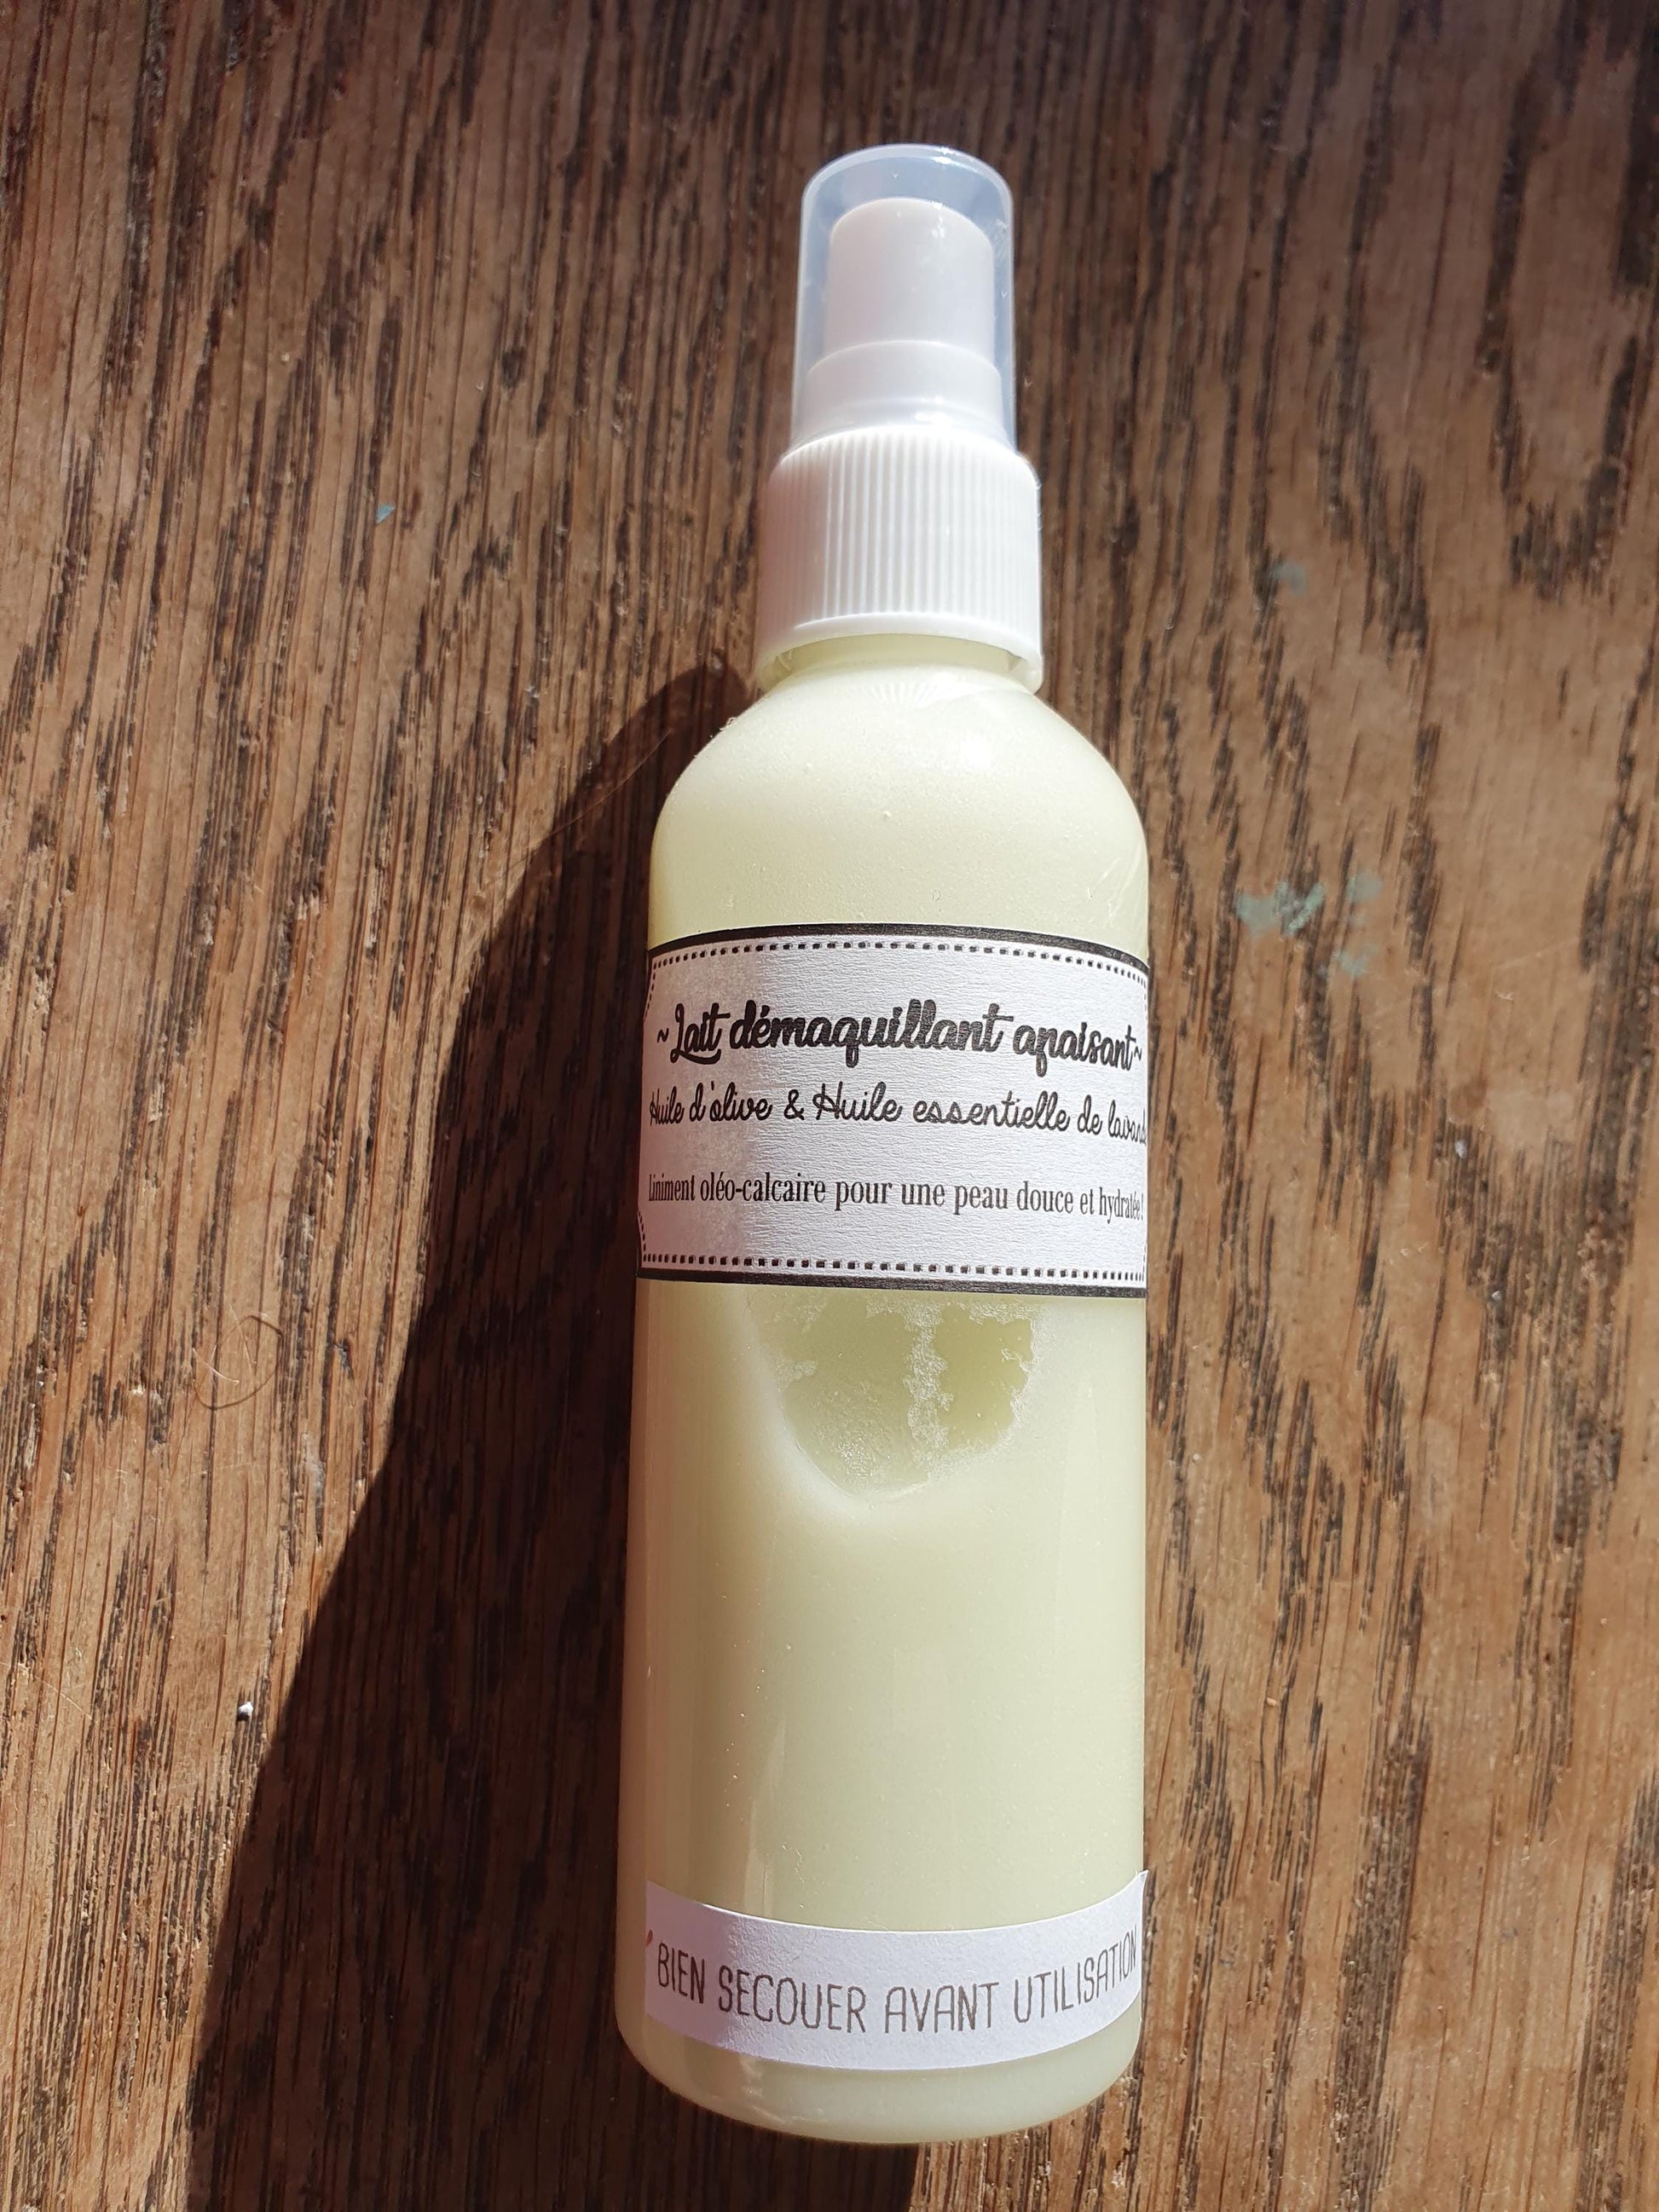 ~Lait démaquillant apaisant~
Huile d'olive & Huile essentielle de
Liniment oléo-calcaire pour une peau douce et hydratée!
BIEN SECOUER AVANT UTILISATION